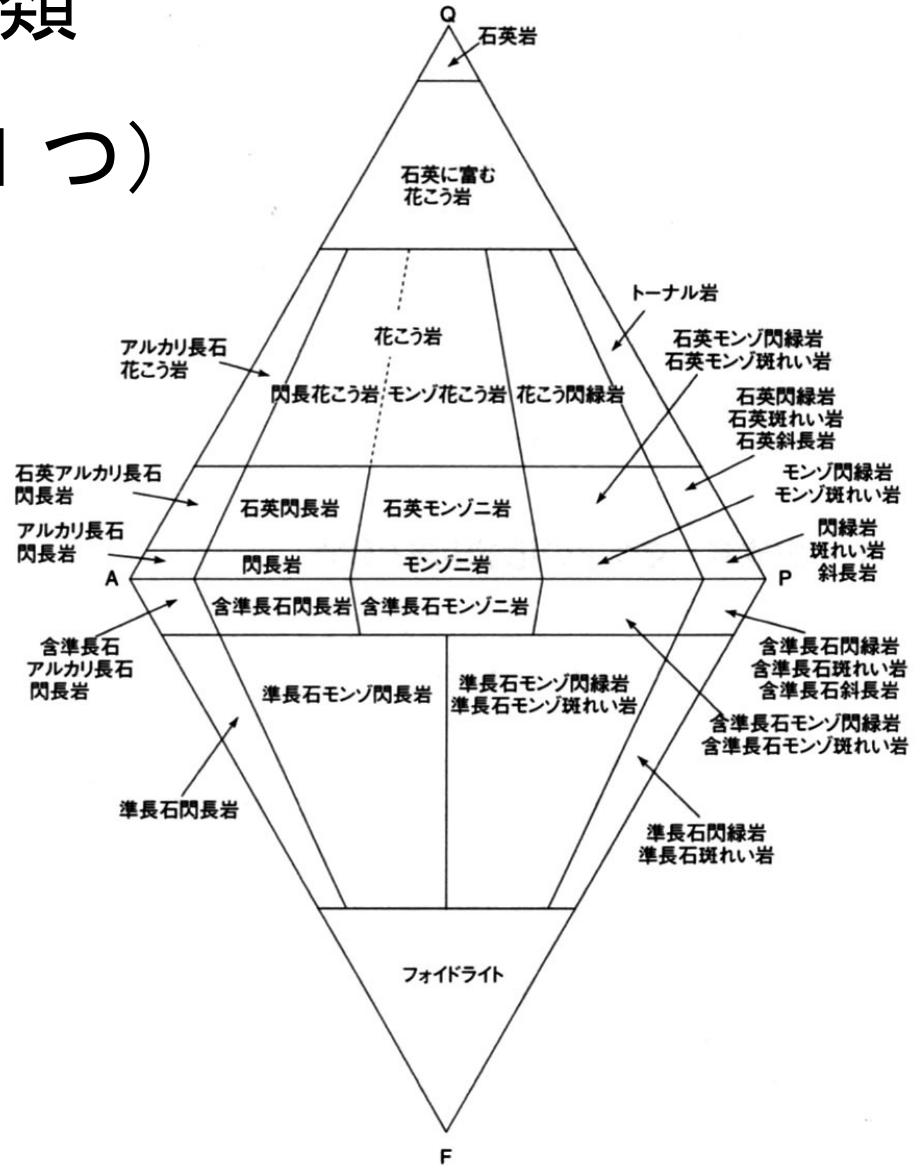 類
1つ）
Q
石英岩
石英に富む
花こう岩
トーナル岩
花こう岩
アルカリ長石
花こう岩
石英モンゾ閃緑岩
石英モンゾ斑れい岩
閃長花こう岩
モンゾ花こう岩
花こう閃緑岩
石英閃緑岩
石英斑れい岩
石英斜長岩
石英アルカリ長石
閃長岩
石英閃長岩
石英モンゾニ岩
モンゾ閃緑岩
モンゾ斑れい岩
アルカリ長石
閃長岩
閃長岩
モンゾニ岩
閃緑岩
斑れい岩
斜長岩
A
P
含準長石閃長岩
含準長石モンゾニ岩
含準長石
アルカリ長石
閃長岩
含準長石閃緑岩
含準長石斑れい岩
含準長石斜長岩
準長石モンゾ閃長岩
準長石モンゾ閃緑岩
準長石モンゾ斑れい岩
含準長石モンゾ閃緑岩
含準長石モンゾ斑れい岩
準長石閃長岩
準長石閃緑岩
準長石斑れい岩
フォイドライト
F